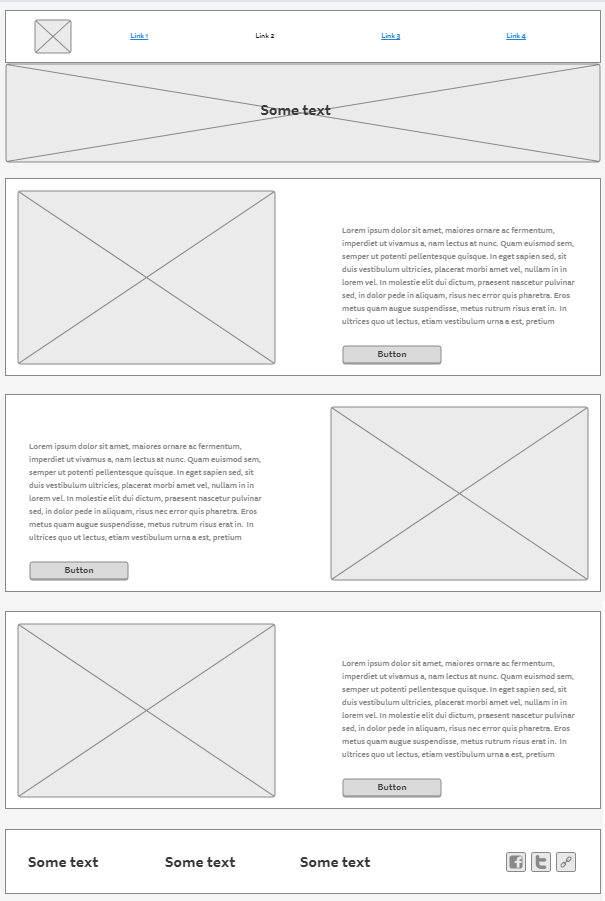 Link 1 Link 2 Link 3 Link 4
Some text
Lorem ipsum dolor sit amet, maiores ornare ac fermentum,
imperdiet ut vivamus a, nam lectus at nunc. Quam euismod sem,
semper ut potenti pellentesque quisque. In eget sapien sed, sit
duis vestibulum ultricies, placerat morbi amet vel, nullam in in
lorem vel. In molestie elit dui dictum, praesent nascetur pulvinar
sed, in dolor pede in aliquam, risus nec error quis pharetra. Eros
metus quam augue suspendisse, metus rutrum risus erat in. In
ultrices quo ut lectus, etiam vestibulum urna a est, pretium
Button
Lorem ipsum dolor sit amet, maiores ornare ac fermentum,
imperdiet ut vivamus a, nam lectus at nunc. Quam euismod sem,
semper ut potenti pellentesque quisque. In eget sapien sed, sit
duis vestibulum ultricies, placerat morbi amet vel, nullam in in
lorem vel. In molestie elit dui dictum, praesent nascetur pulvinar
sed, in dolor pede in aliquam, risus nec error quis pharetra. Eros
metus quam augue suspendisse, metus rutrum risus erat in. In
ultrices quo ut lectus, etiam vestibulum urna a est, pretium
Button
Lorem ipsum dolor sit amet, maiores ornare ac fermentum,
imperdiet ut vivamus a, nam lectus at nunc. Quam euismod sem,
semper ut potenti pellentesque quisque. In eget sapien sed, sit
duis vestibulum ultricies, placerat morbi amet vel, nullam in in
lorem vel. In molestie elit dui dictum, praesent nascetur pulvinar
sed, in dolor pede in aliquam, risus nec error quis pharetra. Eros
metus quam augue suspendisse, metus rutrum risus erat in. In
ultrices quo ut lectus, etiam vestibulum urna a est, pretium
Button
Some text Some text Some text